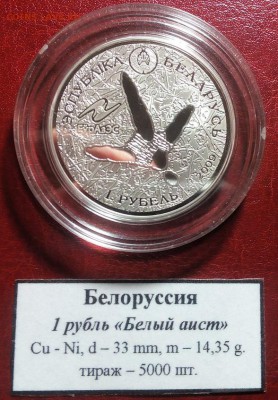 РЭСПУБЛІКА БЕЛАРУСЬ
1 РУБЕЛЬ
2009
Белоруссия
1 рубль «Белый аист»
Cu - Ni, d – 33 mm, m – 14,35 g.
тираж – 5000 шт.